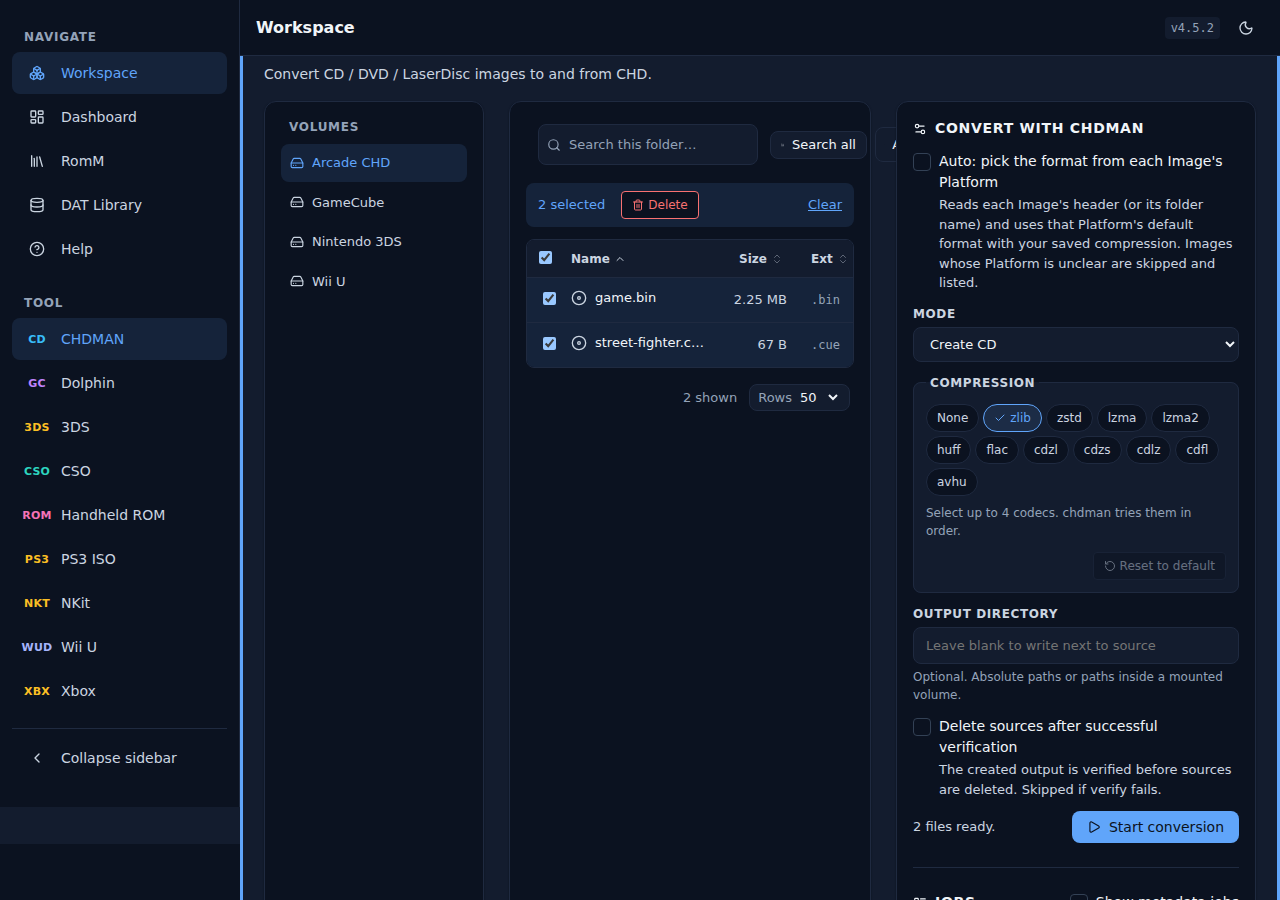 NAVIGATE
Workspace
Dashboard
RomM
DAT Library
Help
TOOL
CD CHDMAN
GC Dolphin
3DS 3DS
CSO CSO
ROM Handheld ROM
PS3 PS3 ISO
NKT NKit
WUD Wii U
XBX Xbox
Collapse sidebar
Workspace
v4.5.2
Convert CD / DVD / LaserDisc images to and from CHD.
VOLUMES
Arcade CHD
GameCube
Nintendo 3DS
Wii U
Search this folder…
Search all
2 selected
Delete
Clear
Name Size Ext
game.bin 2.25 MB .bin
street-fighter.c… 67 B .cue
2 shown Rows 50
CONVERT WITH CHDMAN
Auto: pick the format from each Image's
Platform
Reads each Image's header (or its folder
name) and uses that Platform's default
format with your saved compression. Images
whose Platform is unclear are skipped and
listed.
MODE
Create CD
COMPRESSION
None zlib zstd lzma lzma2
huff flac cdzl cdzs cdlz cdfl
avhu
Select up to 4 codecs. chdman tries them in
order.
Reset to default
OUTPUT DIRECTORY
Leave blank to write next to source
Optional. Absolute paths or paths inside a mounted
volume.
Delete sources after successful
verification
The created output is verified before sources
are deleted. Skipped if verify fails.
2 files ready.
Start conversion
JOBS
Show metadata jobs